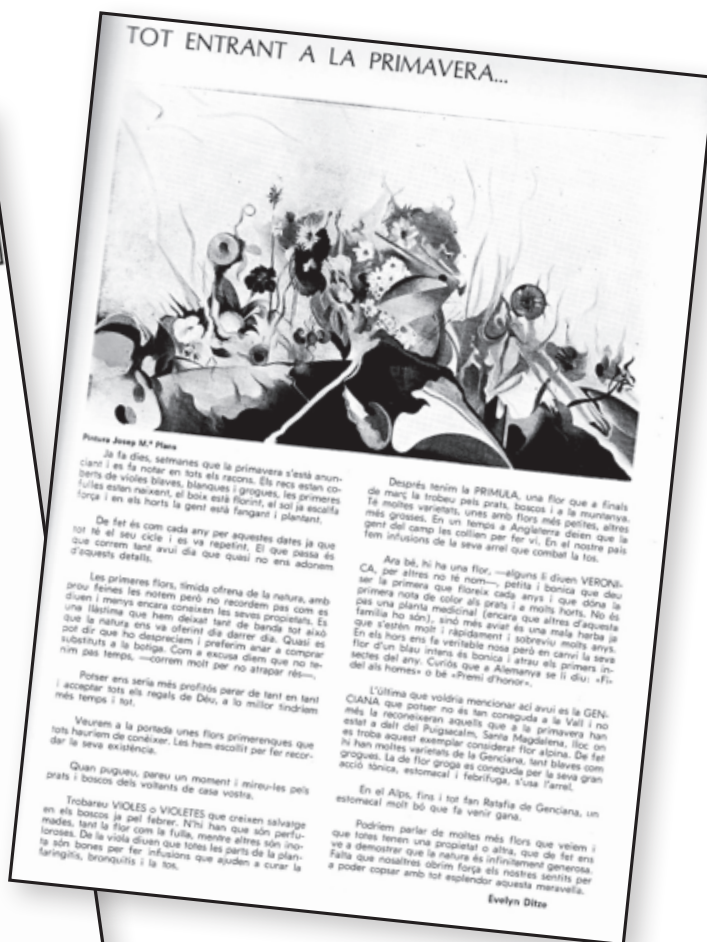 TOT ENTRANT A LA PRIMAVERA...
Pintura Josep M.ª Plana
Ja fa dies, setmanes que la primavera s'està anun-
ciant i es fa notar en tots els racons. Els recs estan co-
berts de violes blaves, blanques i grogues, les primeres
fulles estan naixent, el boix està florint, el sol ja escalfa
força i en els horts la gent està fangant i plantant.
De fet és com cada any per aquestes dates ja que
tot té el seu cicle i es va repetint. El que passa és
que correm tant avui dia que quasi no ens adonem
d'aquests detalls.
Les primeres flors, tímida ofrena de la natura, amb
prou feines les notem però no recordem pas com es
diuen i menys encara coneixen les seves propietats. Es
una llàstima que hem deixat tant de banda tot això
que la natura ens va oferint dia darrer dia. Quasi es
pot dir que ho despreciem i preferim anar a comprar
substituts a la botiga. Com a excusa diem que no te-
nim pas temps, —correm molt per no atrapar rès—.
Potser ens seria més profitós parar de tant en tant
i acceptar tots els regals de Déu, a lo millor tindríem
més temps i tot.
Veurem a la portada unes flors primerenques que
tots hauríem de conèixer. Les hem escollit per fer recor-
dar la seva existència.
Quan pugueu, pareu un moment i mireu-les pels
prats i boscos dels voltants de casa vostra.
Trobareu VIOLES o VIOLETES que creixen salvatge
en els boscos ja pel febrer. N'hi han que són perfu-
mades, tant la flor com la fulla, mentre altres són ino-
loroses. De la viola diuen que totes les parts de la plan-
ta són bones per fer infusions que ajuden a curar la
faringitis, bronquitis i la tos.
Després tenim la PRIMULA, una flor que a finals
de març la trobeu pels prats, boscos i a la muntanya.
Té moltes varietats, unes amb flors més petites, altres
més grosses. En un temps a Anglaterra deien que la
gent del camp les collien per fer vi. En el nostre país
fem infusions de la seva arrel que combat la tos.
Ara bé, hi ha una flor, —alguns li diuen VERONI-
CA, per altres no té nom—, petita i bonica que deu
ser la primera que floreix cada anys i que dóna la
primera nota de color als prats i a molts horts. No és
pas una planta medicinal (encara que altres d'aquesta
família ho són), sinó més aviat és una mala herba ja
que s'estén molt i ràpidament i sobreviu molts anys.
En els hors ens fa veritable nosa però en canvi la seva
flor d'un blau intens és bonica i atrau els primers in-
sectes del any. Curiós que a Alemanya se li diu: «Fi-
del als homes» o bé «Premi d'honor».
L'última que voldria mencionar aci avui es la GEN-
CIANA que potser no és tan coneguda a la Vall i no
més la reconeixeran aquells que a la primavera han
estat a dalt del Puigsacalm, Santa Magdalena, lloc on
es troba aquest exemplar considerat flor alpina. De fet
hi han moltes varietats de la Genciana, tant blaves com
grogues. La de flor groga es coneguda per la seva gran
acció tònica, estomacal i febrífuga, s'usa l'arrel.
En el Alps, fins i tot fan Ratafia de Genciana, un
estomacal molt bó que fa venir gana.
Podríem parlar de moltes més flors que veiem i
que totes tenen una propietat o altra, que de fet ens
ve a demostrar que la natura és infinitament generosa.
Falta que nosaltres obrim força els nostres sentits per
a poder copsar amb tot esplendor aquesta meravella.
Evelyn Ditze